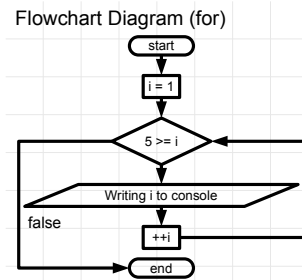 Flowchart Diagram (for)
start
i = 1
5 >= i
Writing i to console
false
++i
end